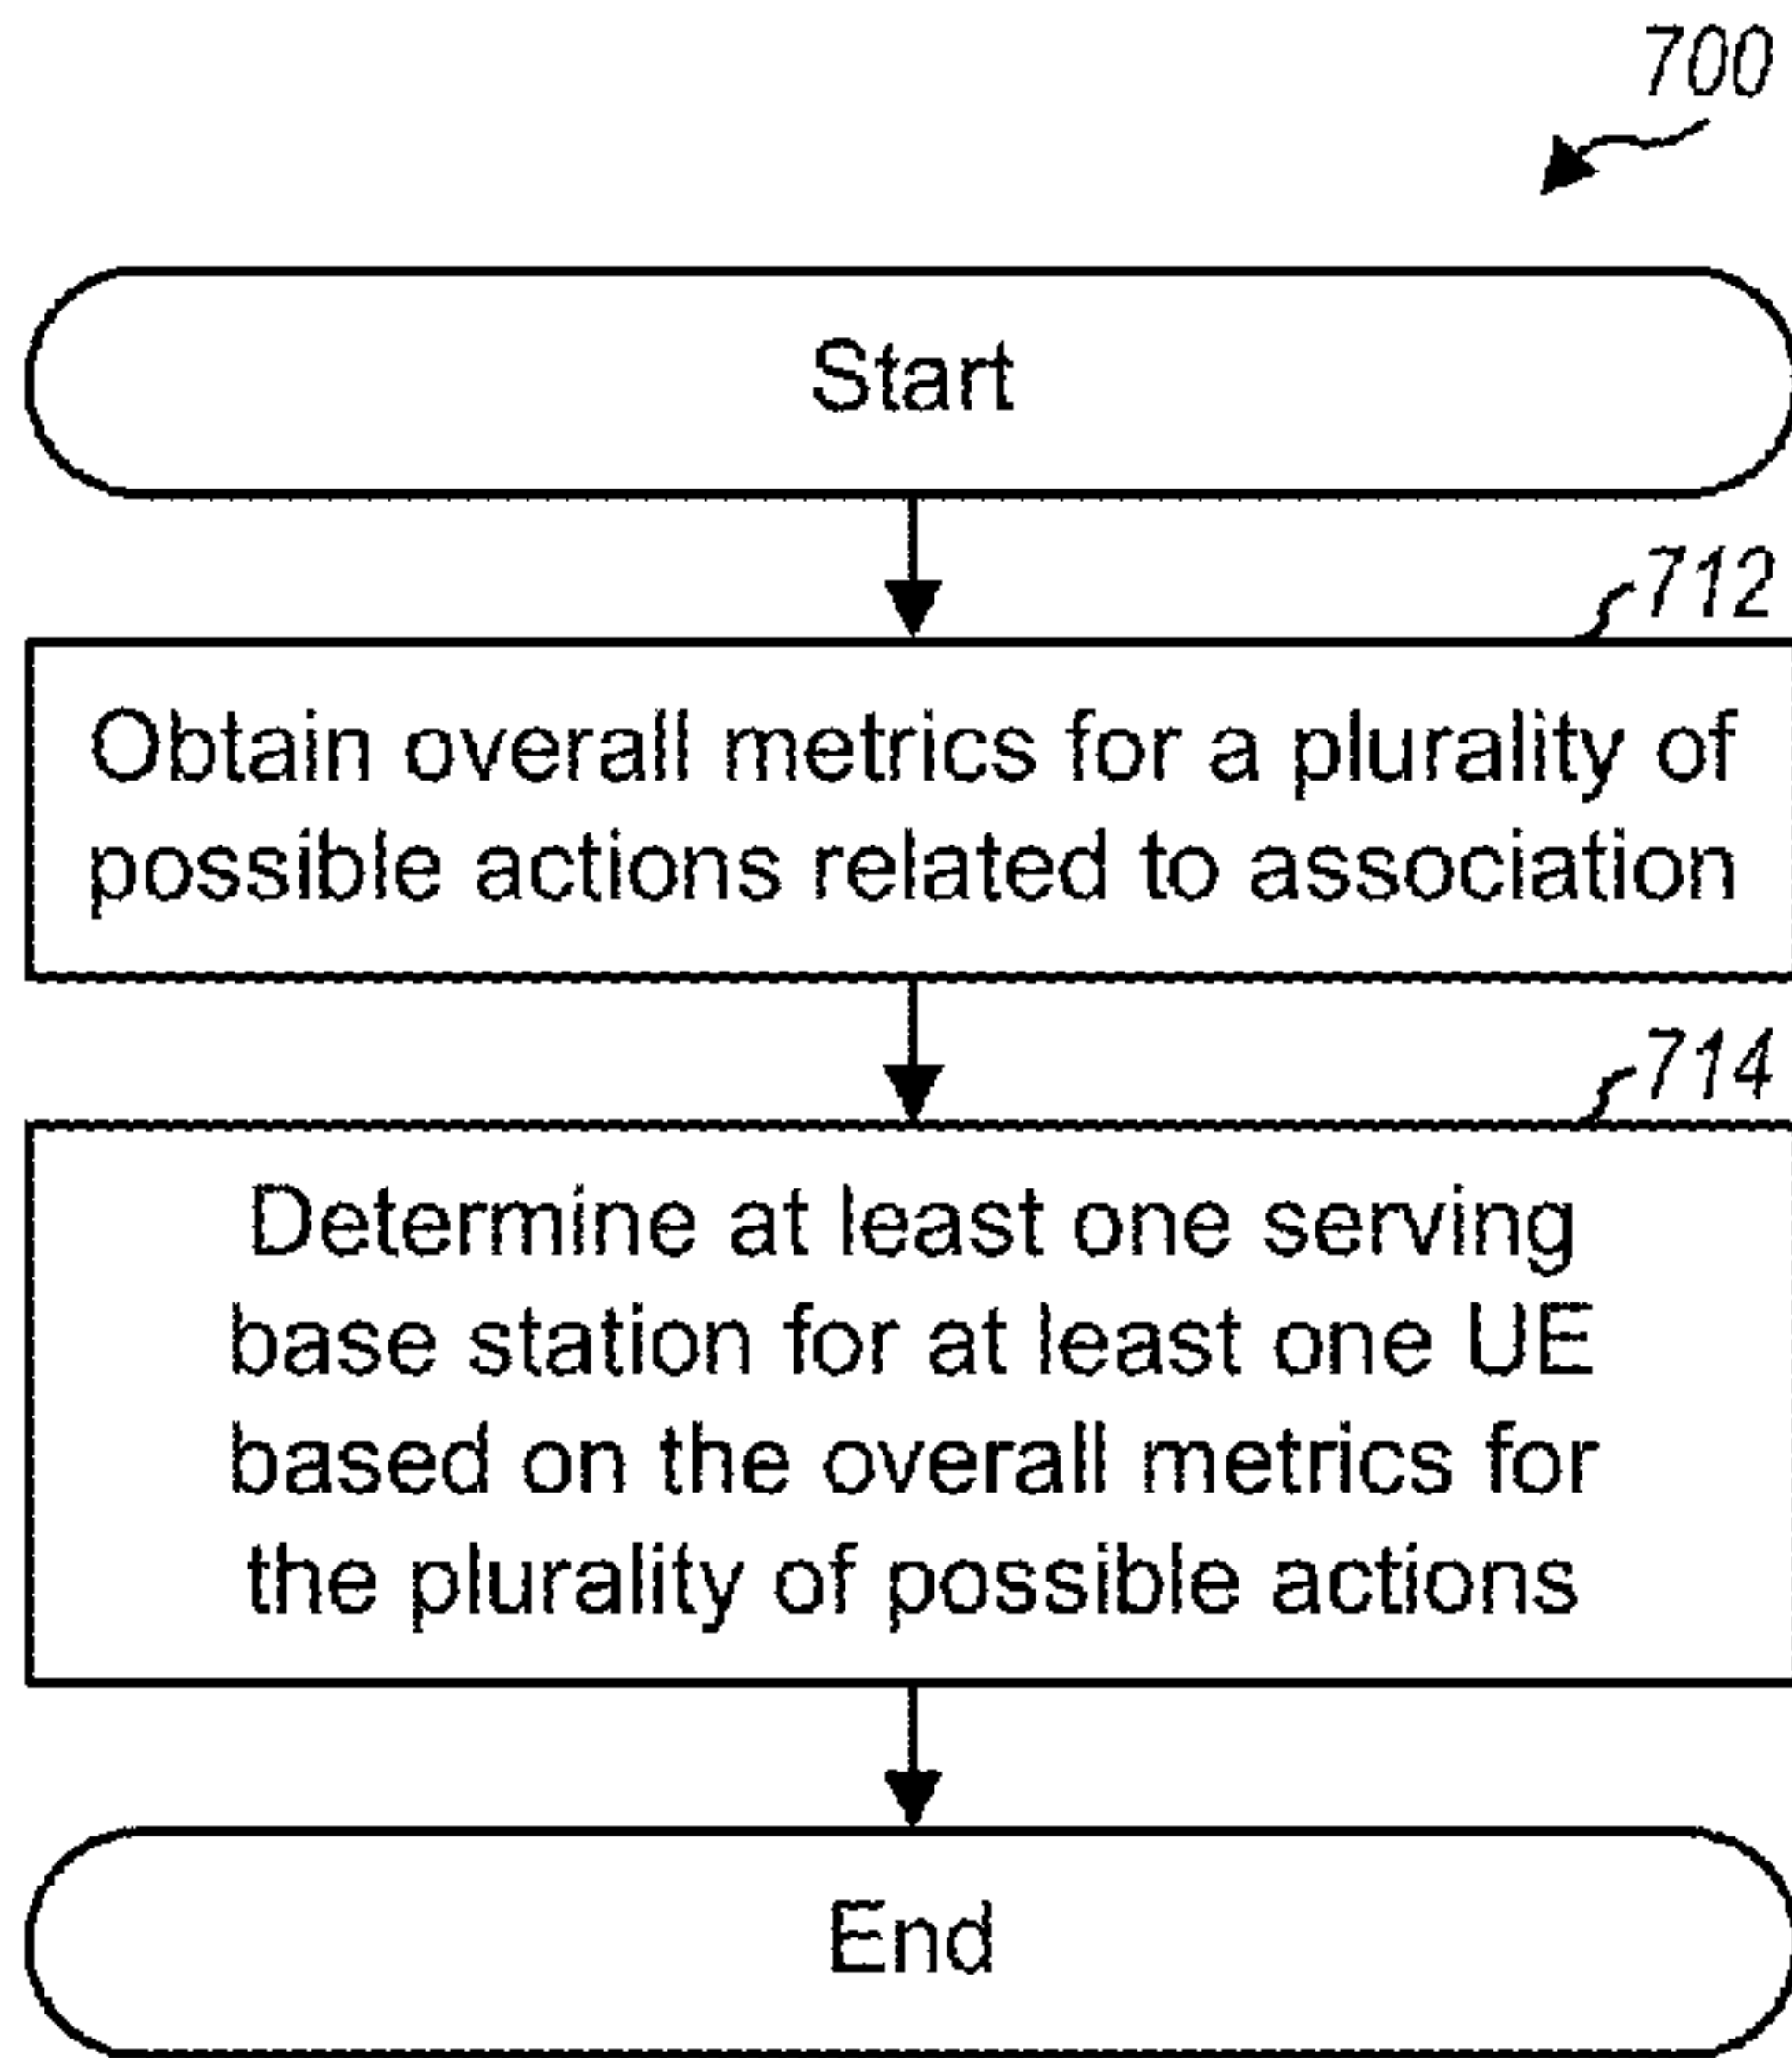 700
Start
712
Obtain overall metrics for a plurality of
possible actions related to association
714
Determine at least one serving
base station for at least one UE
based on the overall metrics for
the plurality of possible actions
End